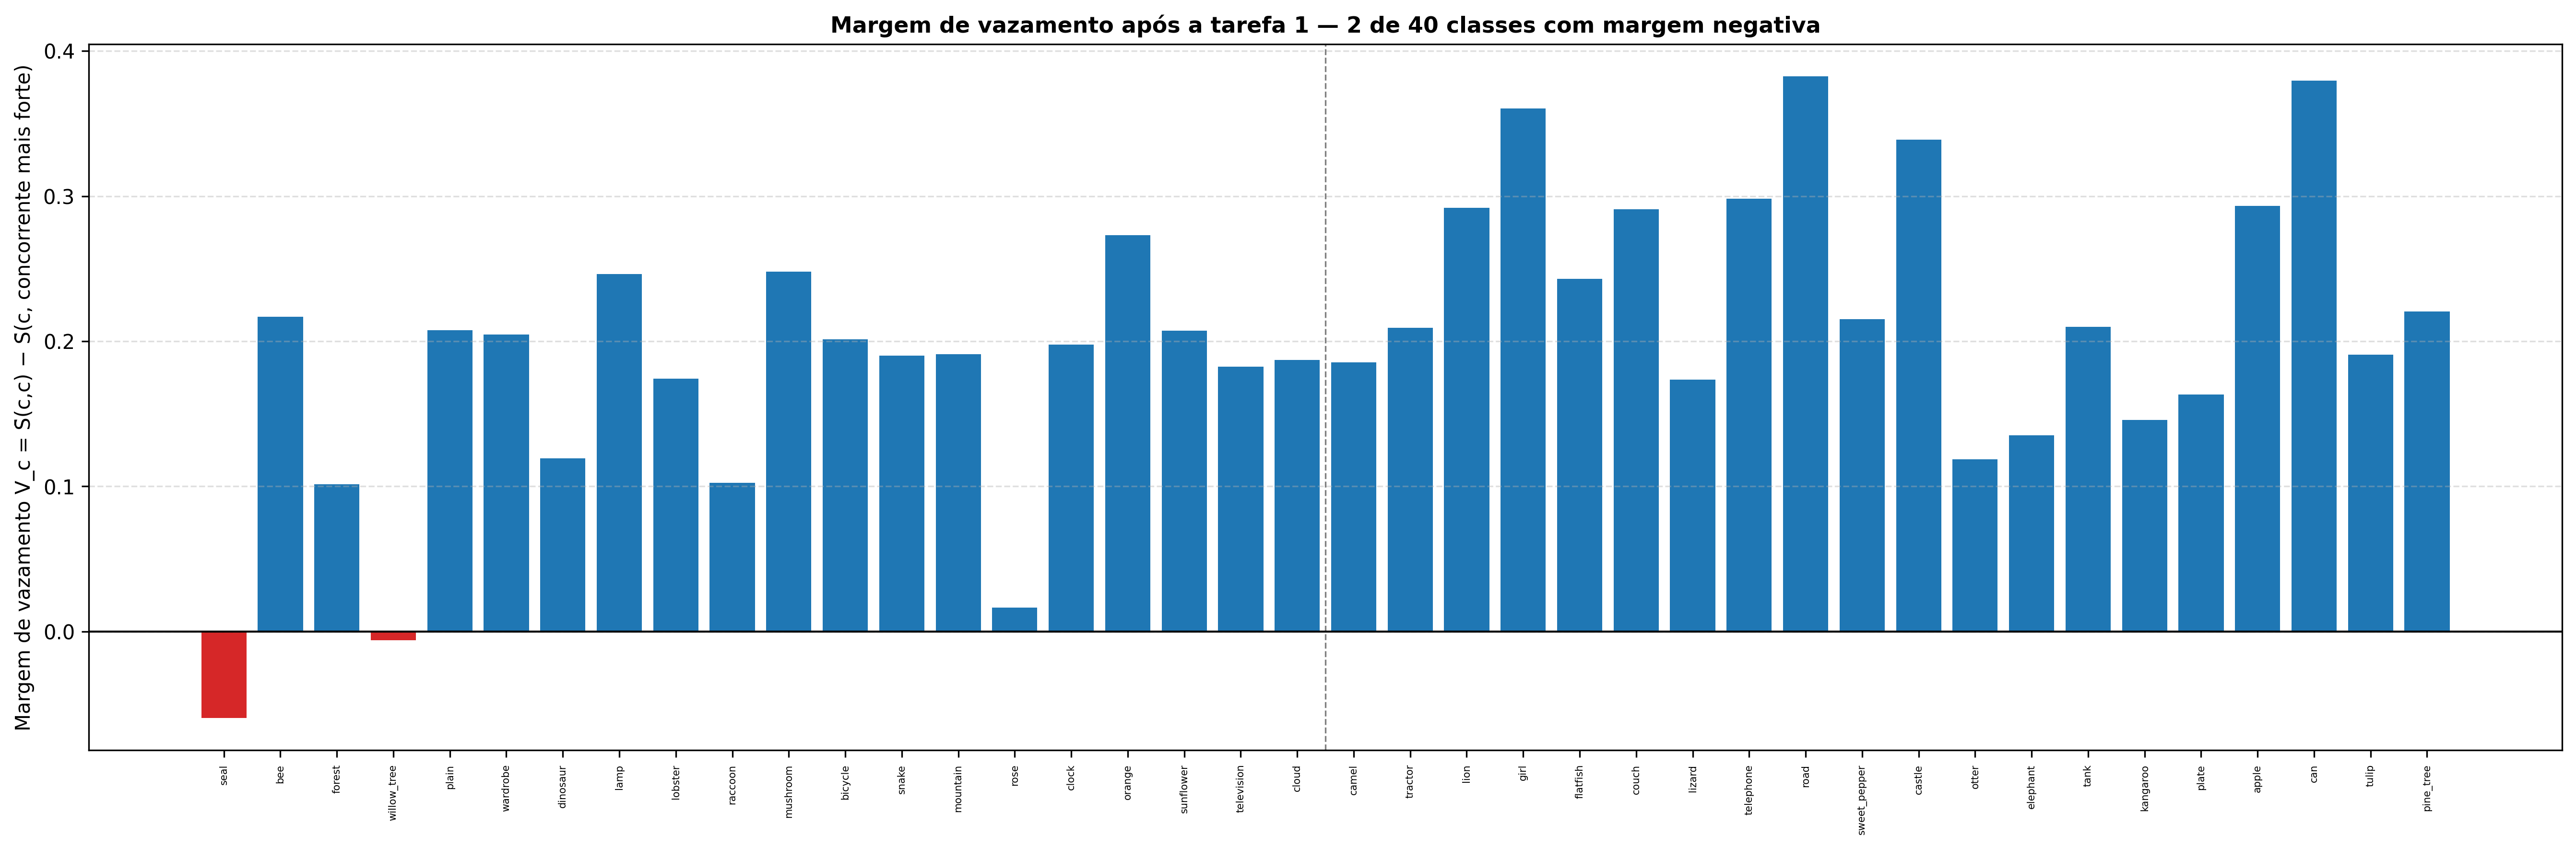 Margem de vazamento após a tarefa 1 — 2 de 40 classes com margem negativa
Margem de vazamento V_c = S(c,c) − S(c, concorrente mais forte)
0.4
0.3
0.2
0.1
0.0
seal
bee
forest
willow_tree
plain
wardrobe
dinosaur
lamp
lobster
raccoon
mushroom
bicycle
snake
mountain
rose
clock
orange
sunflower
television
cloud
camel
tractor
lion
girl
flatfish
couch
lizard
telephone
road
sweet_pepper
castle
otter
elephant
tank
kangaroo
plate
apple
can
tulip
pine_tree